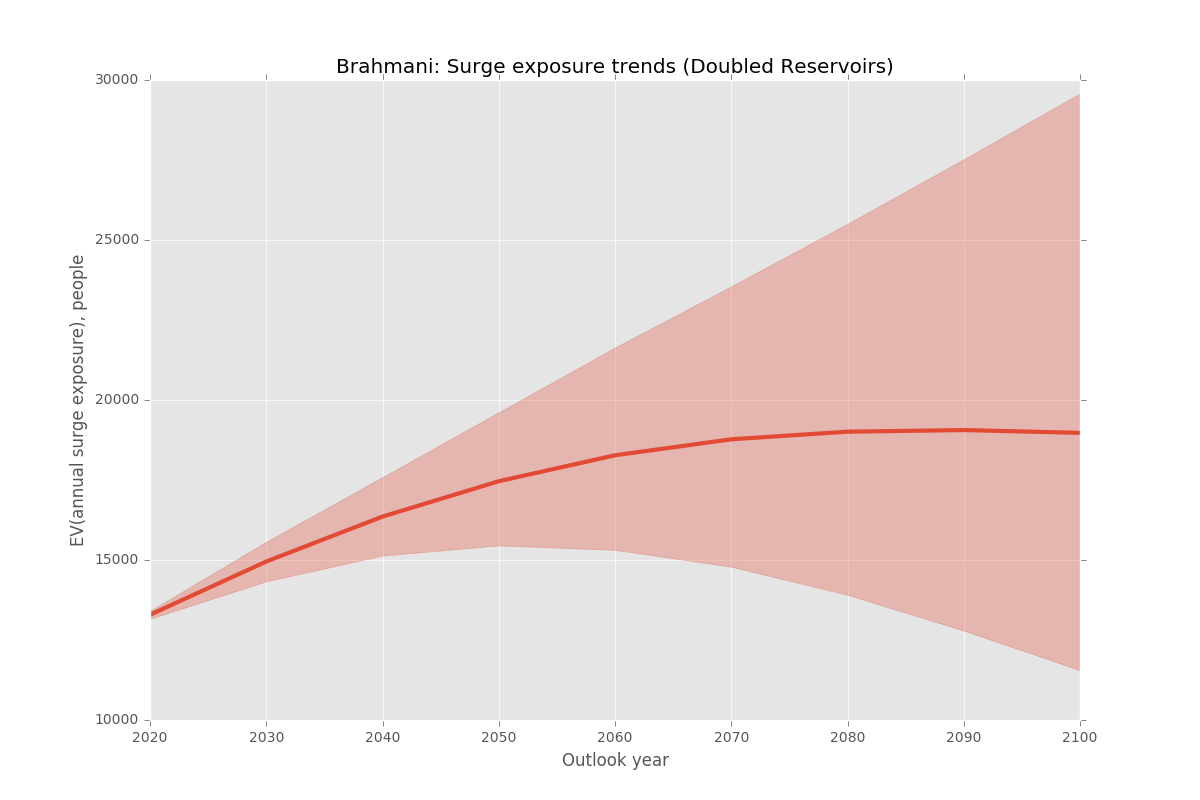 Brahmani: Surge exposure trends (Doubled Reservoirs)
30000
25000
20000
15000
10000
EV(annual surge exposure), people
2020 2030 2040 2050 2060 2070 2080 2090 2100
Outlook year